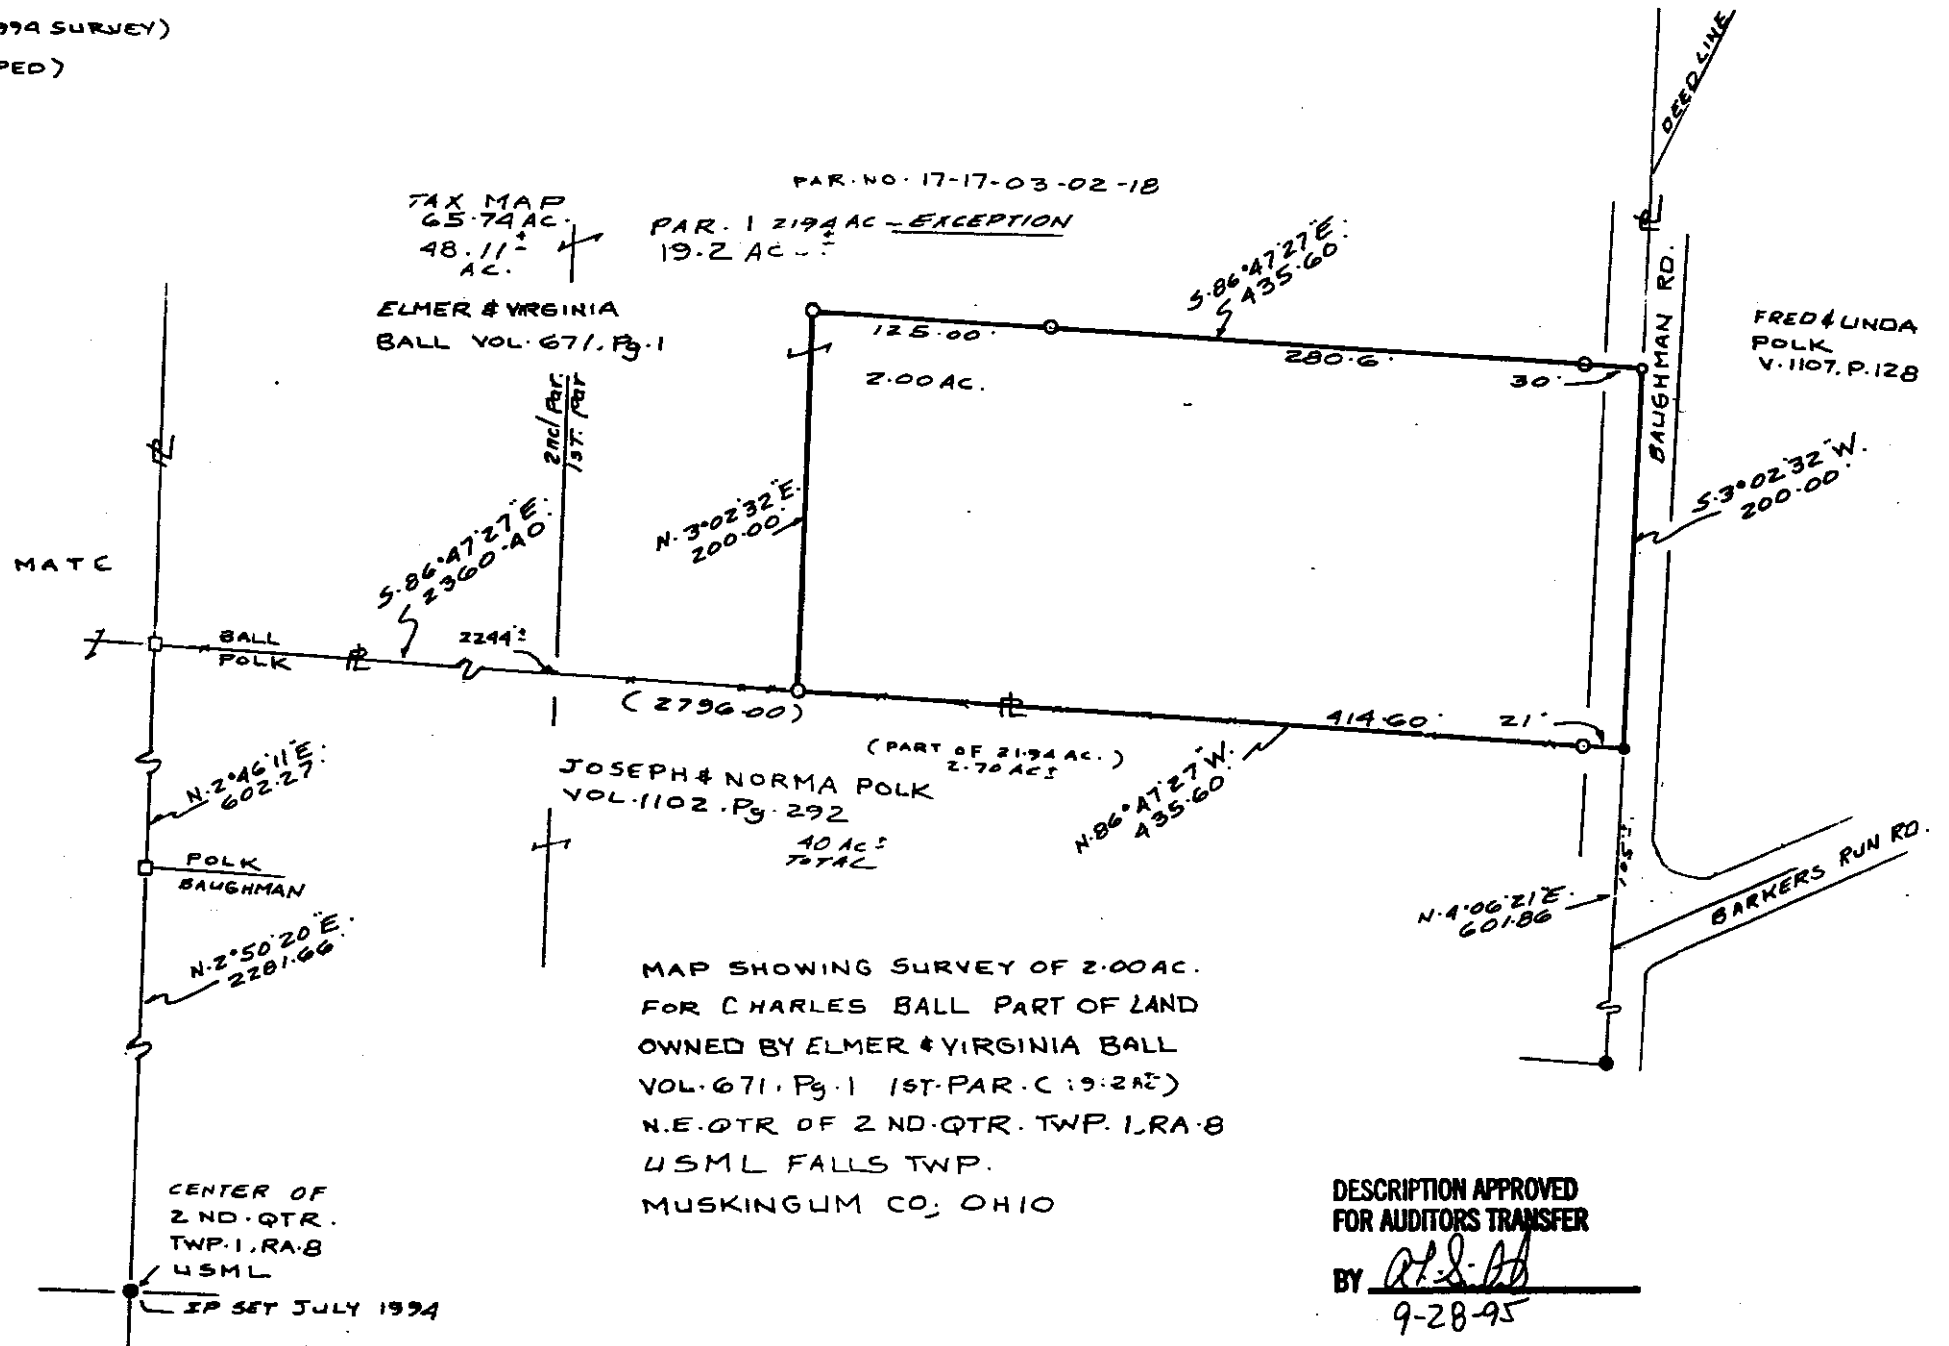 994 SURVEY)
PED)
DEED LINE
PAR. NO. 17-17-03-02-18
TAX MAP
65.74 AC.
48.11 ±
AC.
PAR. 1 2194 AC - EXCEPTION
19.2 AC - ±
S.86°47'27"E.
435.60'
BAUGHMAN RD.
ELMER & VIRGINIA
BALL VOL. 671, Pg. 1
FRED & LINDA
POLK
V.1107, P.128
125.00'
280.6'
30'
2.00 AC.
2nd Par.
1ST. Par
N.3°02'32"E.
200.00'
S.3°02'32"W.
200.00'
S.86°47'27"E.
2360.40
MATE
BALL
POLK
PL
2244'±
(2796.00)
PL
414.60'
21'
(PART OF 21.94 AC.)
2.70 AC±
JOSEPH & NORMA POLK
VOL. 1102. Pg. 292
40 AC ±
TOTAL
N.86°47'27"W.
435.60'
N.2°46'11"E.
602.27'
POLK
BAUGHMAN
105'±
BARKERS RUN RD.
N.4°06'21"E.
601.86
N.2°50'20"E.
2281.66'
MAP SHOWING SURVEY OF 2.00 AC.
FOR CHARLES BALL PART OF LAND
OWNED BY ELMER & VIRGINIA BALL
VOL. 671, Pg. 1 1ST. PAR. (19.2 AC±)
N.E. QTR OF 2 ND. QTR. TWP. 1, RA. 8
USML FALLS TWP.
MUSKINGUM CO; OHIO
CENTER OF
2 ND. QTR.
TWP. 1, RA. 8
USML
IP SET JULY 1994
DESCRIPTION APPROVED
FOR AUDITORS TRANSFER
BY
9-28-95